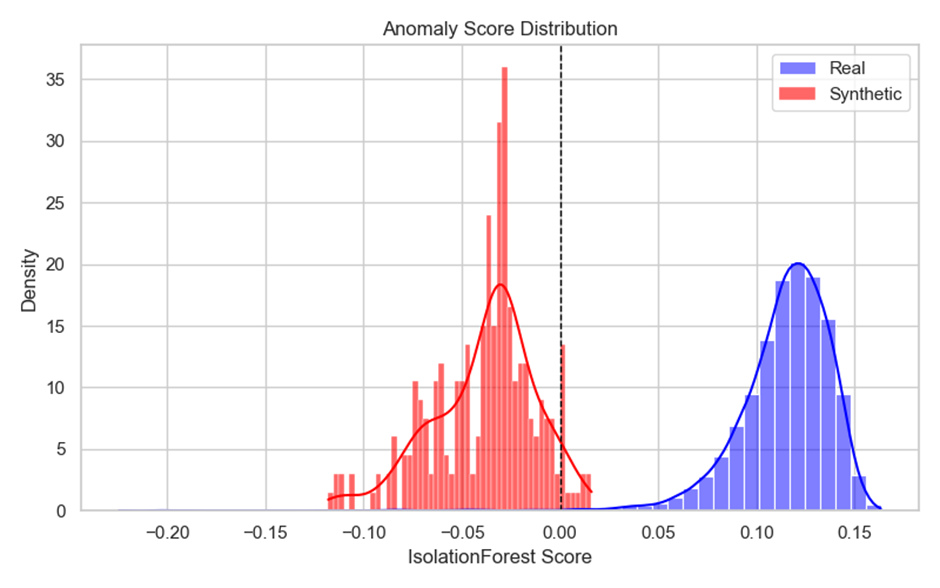 Anomaly Score Distribution
Real
Synthetic
35
30
25
20
15
10
5
0
Density
−0.20 −0.15 −0.10 −0.05 0.00 0.05 0.10 0.15
IsolationForest Score